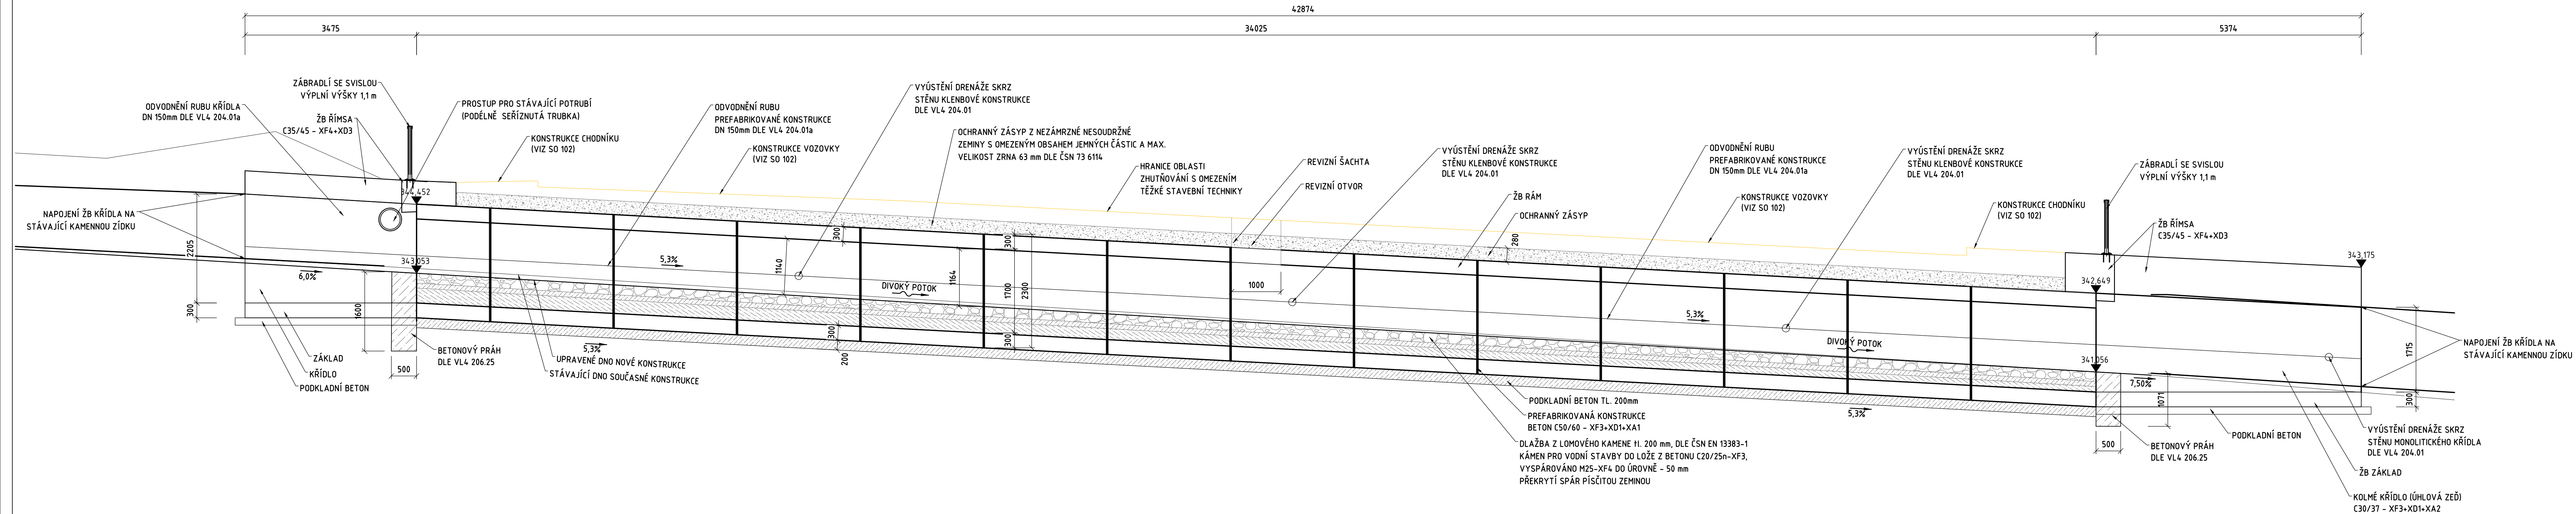 42874
3475
34025
5374
ZÁBRADLÍ SE SVISLOU
VÝPLNÍ VÝŠKY 1,1 m
ODVODNĚNÍ RUBU KŘÍDLA
DN 150mm DLE VL4 204.01a
ŽB ŘÍMSA
C35/45 - XF4+XD3
PROSTUP PRO STÁVAJÍCÍ POTRUBÍ
(PODÉLNĚ SEŘÍZNUTÁ TRUBKA)
KONSTRUKCE CHODNÍKU
(VIZ SO 102)
ODVODNĚNÍ RUBU
PREFABRIKOVANÉ KONSTRUKCE
DN 150mm DLE VL4 204.01a
KONSTRUKCE VOZOVKY
(VIZ SO 102)
VYÚSTĚNÍ DRENÁŽE SKRZ
STĚNU KLENBOVÉ KONSTRUKCE
DLE VL4 204.01
OCHRANNÝ ZÁSYP Z NEZÁMRZNÉ NESOUDRŽNÉ
ZEMINY S OMEZENÝM OBSAHEM JEMNÝCH ČÁSTIC A MAX.
VELIKOST ZRNA 63 mm DLE ČSN 73 6114
HRANICE OBLASTI
ZHUTŇOVÁNÍ S OMEZENÍM
TĚŽKÉ STAVEBNÍ TECHNIKY
REVIZNÍ ŠACHTA
REVIZNÍ OTVOR
VYÚSTĚNÍ DRENÁŽE SKRZ
STĚNU KLENBOVÉ KONSTRUKCE
DLE VL4 204.01
ŽB RÁM
OCHRANNÝ ZÁSYP
ODVODNĚNÍ RUBU
PREFABRIKOVANÉ KONSTRUKCE
DN 150mm DLE VL4 204.01a
KONSTRUKCE VOZOVKY
(VIZ SO 102)
VYÚSTĚNÍ DRENÁŽE SKRZ
STĚNU KLENBOVÉ KONSTRUKCE
DLE VL4 204.01
KONSTRUKCE CHODNÍKU
(VIZ SO 102)
ZÁBRADLÍ SE SVISLOU
VÝPLNÍ VÝŠKY 1,1 m
ŽB ŘÍMSA
C35/45 - XF4+XD3
344,452
343,053
342,649
341,056
343,175
NAPOJENÍ ŽB KŘÍDLA NA
STÁVAJÍCÍ KAMENNOU ZÍDKU
2205
300
6,0%
1600
500
5,3%
5,3%
300
1140
DIVOKÝ POTOK
1164
300
1700
2300
300
300
200
1000
280
5,3%
DIVOKÝ POTOK
5,3%
7,50%
1071
500
1715
300
ZÁKLAD
KŘÍDLO
PODKLADNÍ BETON
BETONOVÝ PRÁH
DLE VL4 206.25
UPRAVENÉ DNO NOVÉ KONSTRUKCE
STÁVAJÍCÍ DNO SOUČASNÉ KONSTRUKCE
PODKLADNÍ BETON TL. 200mm
PREFABRIKOVANÁ KONSTRUKCE
BETON C50/60 - XF3+XD1+XA1
DLAŽBA Z LOMOVÉHO KAMENE tl. 200 mm, DLE ČSN EN 13383-1
KÁMEN PRO VODNÍ STAVBY DO LOŽE Z BETONU C20/25n-XF3,
VYSPÁROVÁNO M25-XF4 DO ÚROVNĚ - 50 mm
PŘEKRYTÍ SPÁR PÍSČITOU ZEMINOU
BETONOVÝ PRÁH
DLE VL4 206.25
PODKLADNÍ BETON
NAPOJENÍ ŽB KŘÍDLA NA
STÁVAJÍCÍ KAMENNOU ZÍDKU
VYÚSTĚNÍ DRENÁŽE SKRZ
STĚNU MONOLITICKÉHO KŘÍDLA
DLE VL4 204.01
ŽB ZÁKLAD
KOLMÉ KŘÍDLO (ÚHLOVÁ ZEĎ)
C30/37 - XF3+XD1+XA2